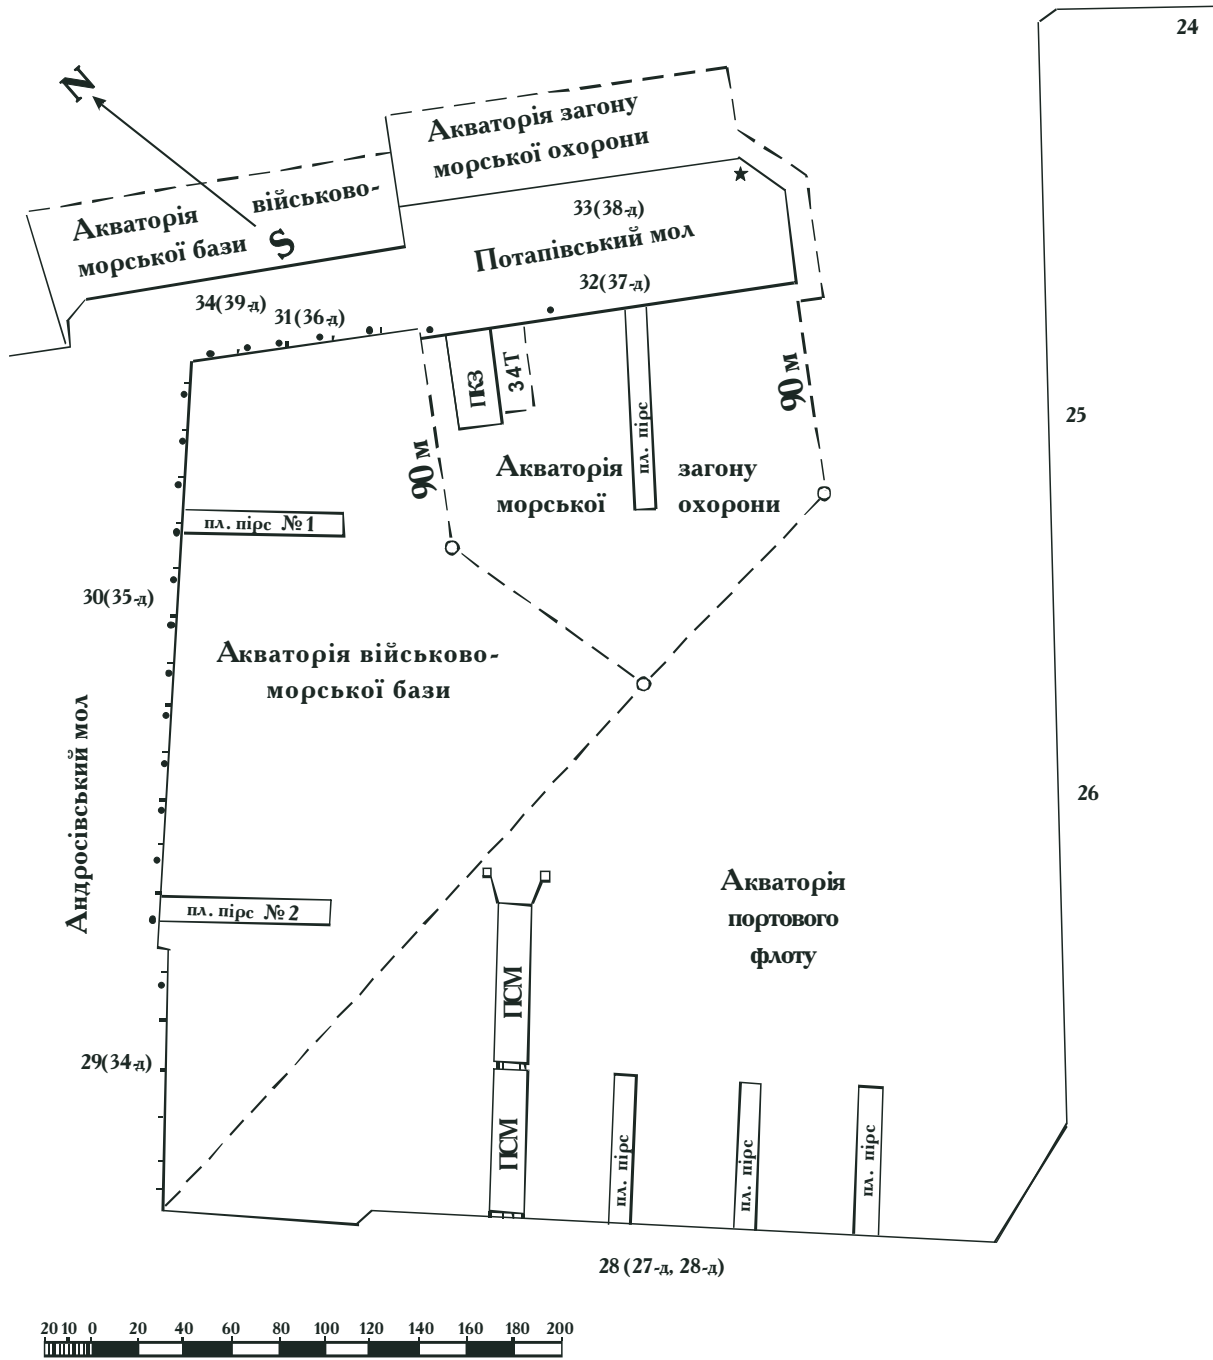 24
N
Акваторія загону
морської охорони
Акваторія військово-
морської бази
S
33(38-д)
Потапівський мол
32(37-д)
34(39-д)
31(36-д)
ПКЗ
34Т
90 м
90 м
пл. пірс
25
Акваторія загону
морської охорони
пл. пірс №1
30(35-д)
Акваторія військово-
морської бази
Андросівський мол
26
Акваторія
портового
флоту
пл. пірс №2
ПСМ
29(34-д)
ПСМ
пл. пірс
пл. пірс
пл. пірс
28 (27-д, 28-д)
20 10 0 20 40 60 80 100 120 140 160 180 200